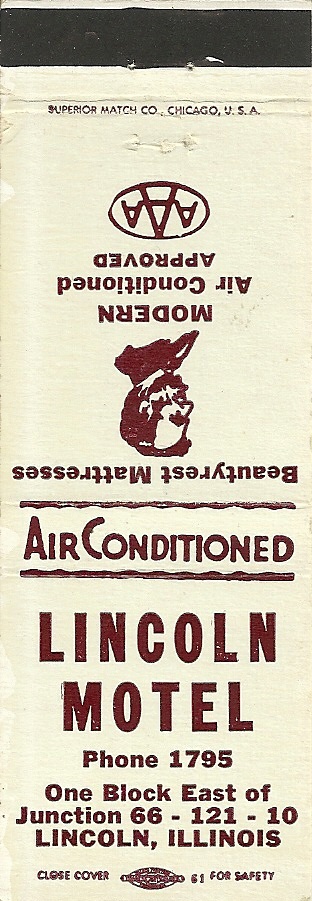 SUPERIOR MATCH CO., CHICAGO, U. S. A.
Beautyrest Mattresses
MODERN
Air Conditioned
APPROVED
AAA
AIR CONDITIONED
LINCOLN
MOTEL
Phone 1795
One Block East of
Junction 66 - 121 - 10
LINCOLN, ILLINOIS
CLOSE COVER 61 FOR SAFETY